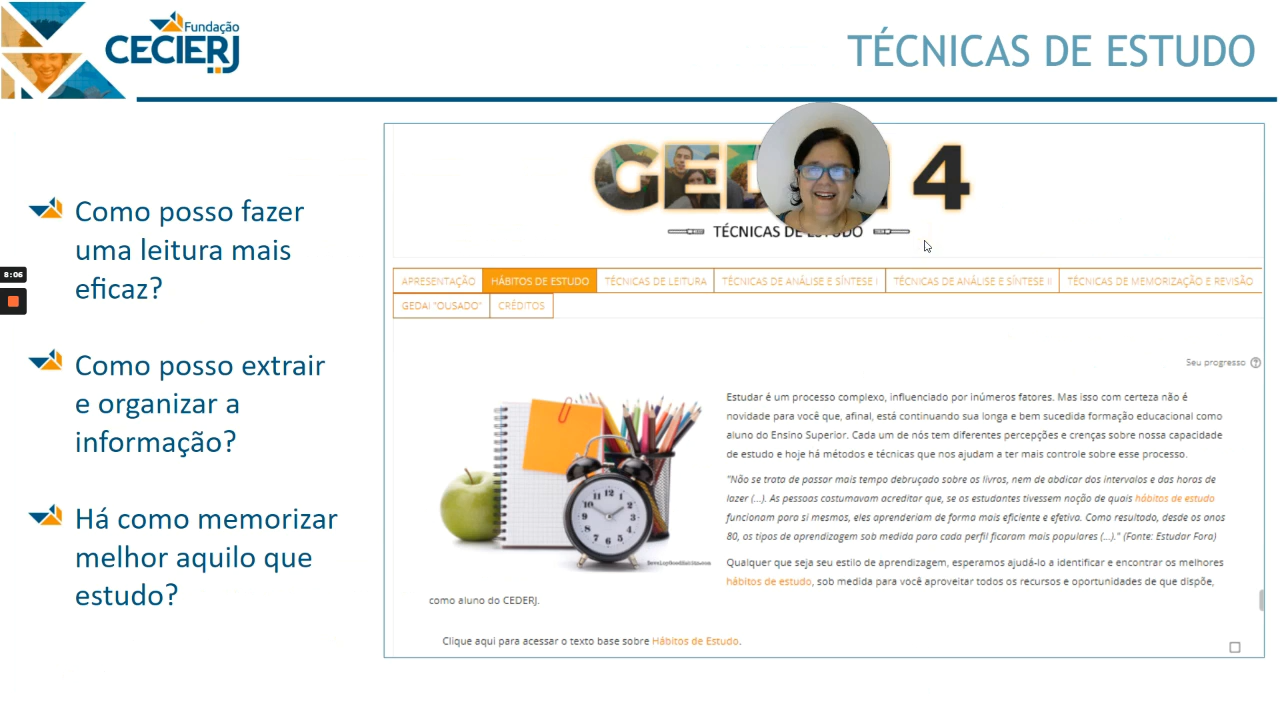 Fundação
CECIERJ
TÉCNICAS DE ESTUDO
Como posso fazer
uma leitura mais
eficaz?
8:06
Como posso extrair
e organizar a
informação?
Há como memorizar
melhor aquilo que
estudo?
4
TÉCNICAS DE ESTUDO
APRESENTAÇÃO HÁBITOS DE ESTUDO TÉCNICAS DE LEITURA TÉCNICAS DE ANÁLISE E SÍNTESE I TÉCNICAS DE ANÁLISE E SÍNTESE II TÉCNICAS DE MEMORIZAÇÃO E REVISÃO
GEDAI "OUSADO" CRÉDITOS
Seu progresso
Estudar é um processo complexo, influenciado por inúmeros fatores. Mas isso com certeza não é
novidade para você que, afinal, está continuando sua longa e bem sucedida formação educacional como
aluno do Ensino Superior. Cada um de nós tem diferentes percepções e crenças sobre nossa capacidade
de estudo e hoje há métodos e técnicas que nos ajudam a ter mais controle sobre esse processo.
"Não se trata de passar mais tempo debruçado sobre os livros, nem de abdicar dos intervalos e das horas de
lazer (...). As pessoas costumavam acreditar que, se os estudantes tivessem noção de quais hábitos de estudo
funcionam para si mesmas, eles aprenderiam de forma mais eficiente e efetiva. Como resultado, desde os anos
80, os tipos de aprendizagem sob medida para cada perfil ficaram mais populares (...)." (Fonte: Estudar Fora)
Qualquer que seja seu estilo de aprendizagem, esperamos ajudá-lo a identificar e encontrar os melhores
hábitos de estudo, sob medida para você aproveitar todos os recursos e oportunidades de que dispõe,
como aluno do CEDERJ.
Clique aqui para acessar o texto base sobre Hábitos de Estudo.